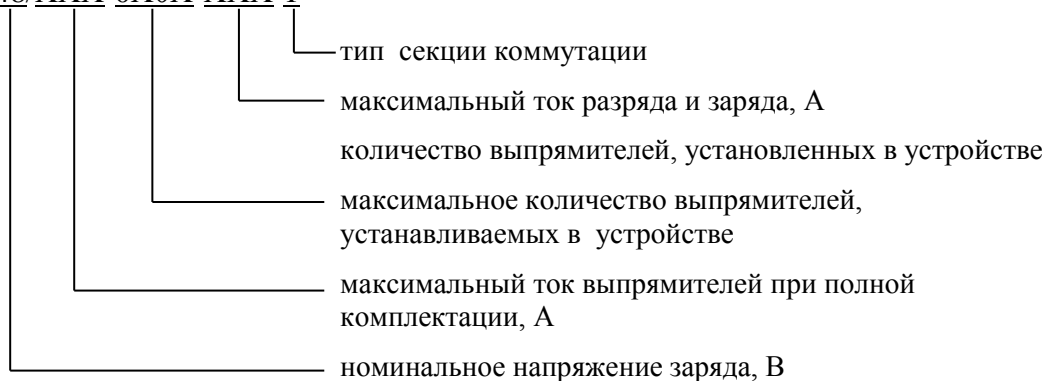 тип секции коммутации
максимальный ток разряда и заряда, А
количество выпрямителей, установленных в устройстве
максимальное количество выпрямителей,
устанавливаемых в устройстве
максимальный ток выпрямителей при полной
комплектации, А
номинальное напряжение заряда, В